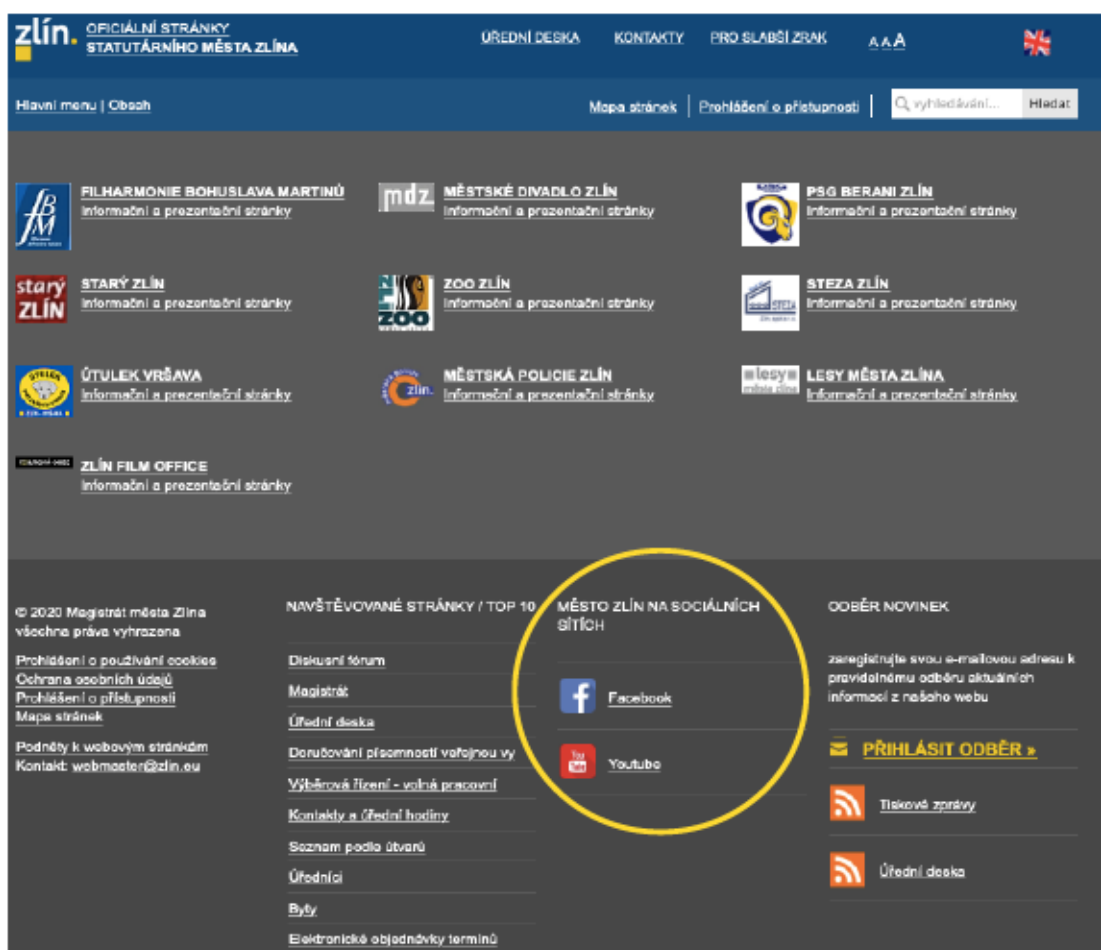 zlín.
OFICIÁLNÍ STRÁNKY
STATUTÁRNÍHO MĚSTA ZLÍNA
ÚŘEDNÍ DESKA
KONTAKTY
PRO SLABŠÍ ZRAK
A A A
Hlavní menu | Obsah
Mapa stránek
Prohlášení o přístupnosti
vyhledávání...
Hledat
FILHARMONIE BOHUSLAVA MARTINŮ
Informační a prezentační stránky
mdz
MĚSTSKÉ DIVADLO ZLÍN
Informační a prezentační stránky
PSG BERANI ZLÍN
Informační a prezentační stránky
starý
ZLÍN
STARÝ ZLÍN
Informační a prezentační stránky
ZOO
ZOO ZLÍN
Informační a prezentační stránky
STEZA
STEZA ZLÍN
Informační a prezentační stránky
ÚTULEK
ÚTULEK VRŠAVA
Informační a prezentační stránky
zlín.
MĚSTSKÁ POLICIE ZLÍN
Informační a prezentační stránky
lesy
města zlína
LESY MĚSTA ZLÍNA
Informační a prezentační stránky
ZLÍN FILM OFFICE
Informační a prezentační stránky
© 2020 Magistrát města Zlína
všechna práva vyhrazena
Prohlášení o používání cookies
Ochrana osobních údajů
Prohlášení o přístupnosti
Mapa stránek
Podněty k webovým stránkám
Kontakt: webmaster@zlin.eu
NAVŠTĚVOVANÉ STRÁNKY / TOP 10
Diskusní fórum
Magistrát
Úřední deska
Doručování písemností veřejnou vy
Výběrová řízení - volná pracovní
Kontakty a úřední hodiny
Seznam podle útvarů
Úředníci
Byty
Elektronické objednávky termínů
MĚSTO ZLÍN NA SOCIÁLNÍCH
SÍTÍCH
Facebook
You
Tube
Youtube
ODBĚR NOVINEK
zaregistrujte svou e-mailovou adresu k
pravidelnému odběru aktuálních
informací z našeho webu
PŘIHLÁSIT ODBĚR »
Tiskové zprávy
Úřední deska